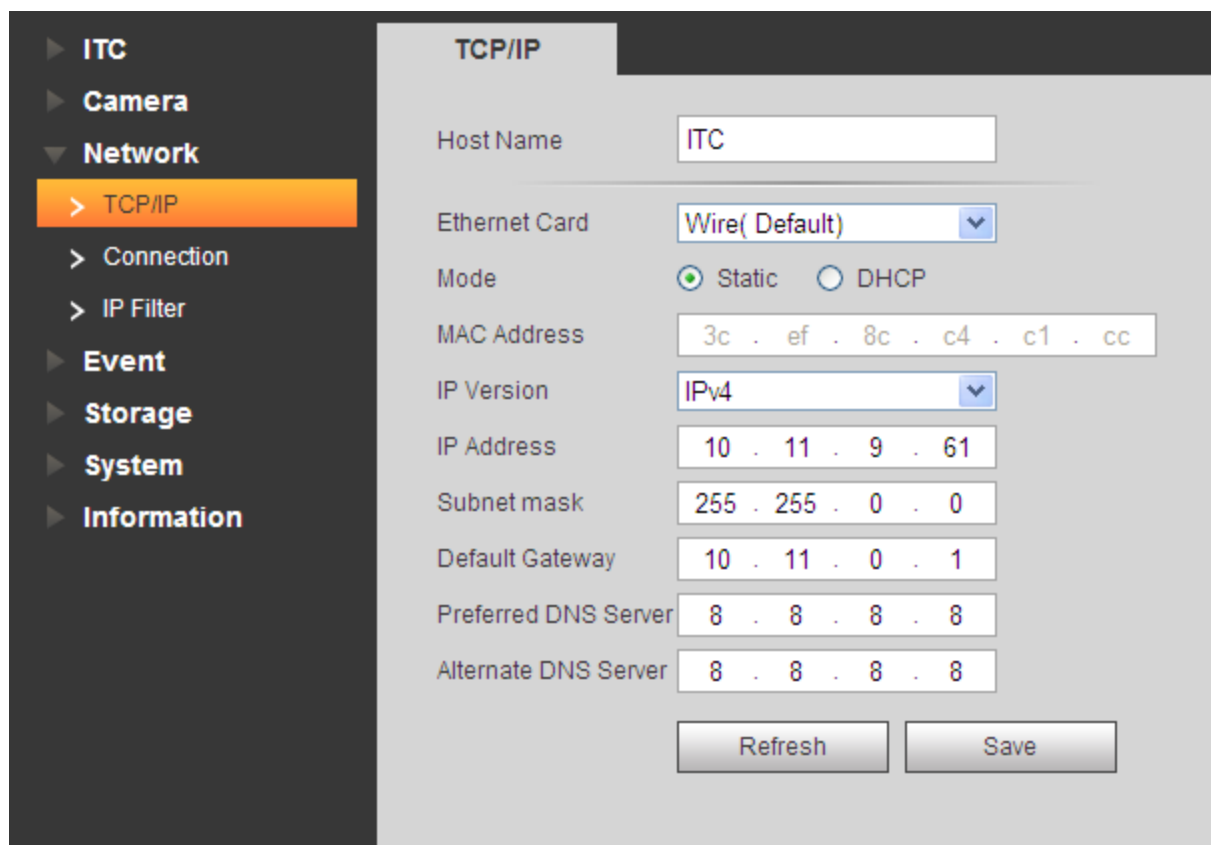 ITC
Camera
Network
TCP/IP
Connection
IP Filter
Event
Storage
System
Information
TCP/IP
Host Name ITC
Ethernet Card Wire( Default)
Mode Static DHCP
MAC Address 3c . ef . 8c . c4 . c1 . cc
IP Version IPv4
IP Address 10 . 11 . 9 . 61
Subnet mask 255 . 255 . 0 . 0
Default Gateway 10 . 11 . 0 . 1
Preferred DNS Server 8 . 8 . 8 . 8
Alternate DNS Server 8 . 8 . 8 . 8
Refresh Save